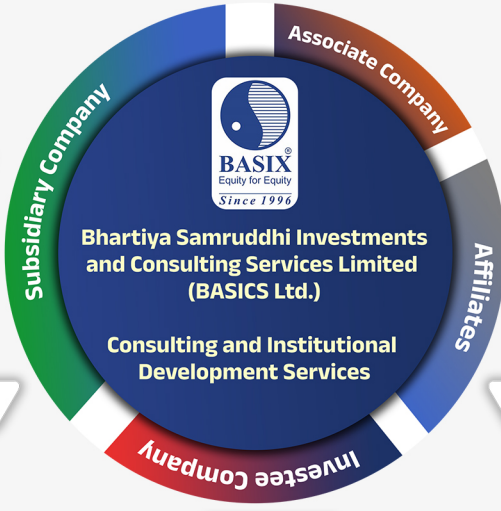 Associate Company
Subsidiary Company
BASIX®
Equity for Equity
Since 1996
Bhartiya Samruddhi Investments
and Consulting Services Limited
(BASICS Ltd.)
Consulting and Institutional
Development Services
Affiliates
Investee Company